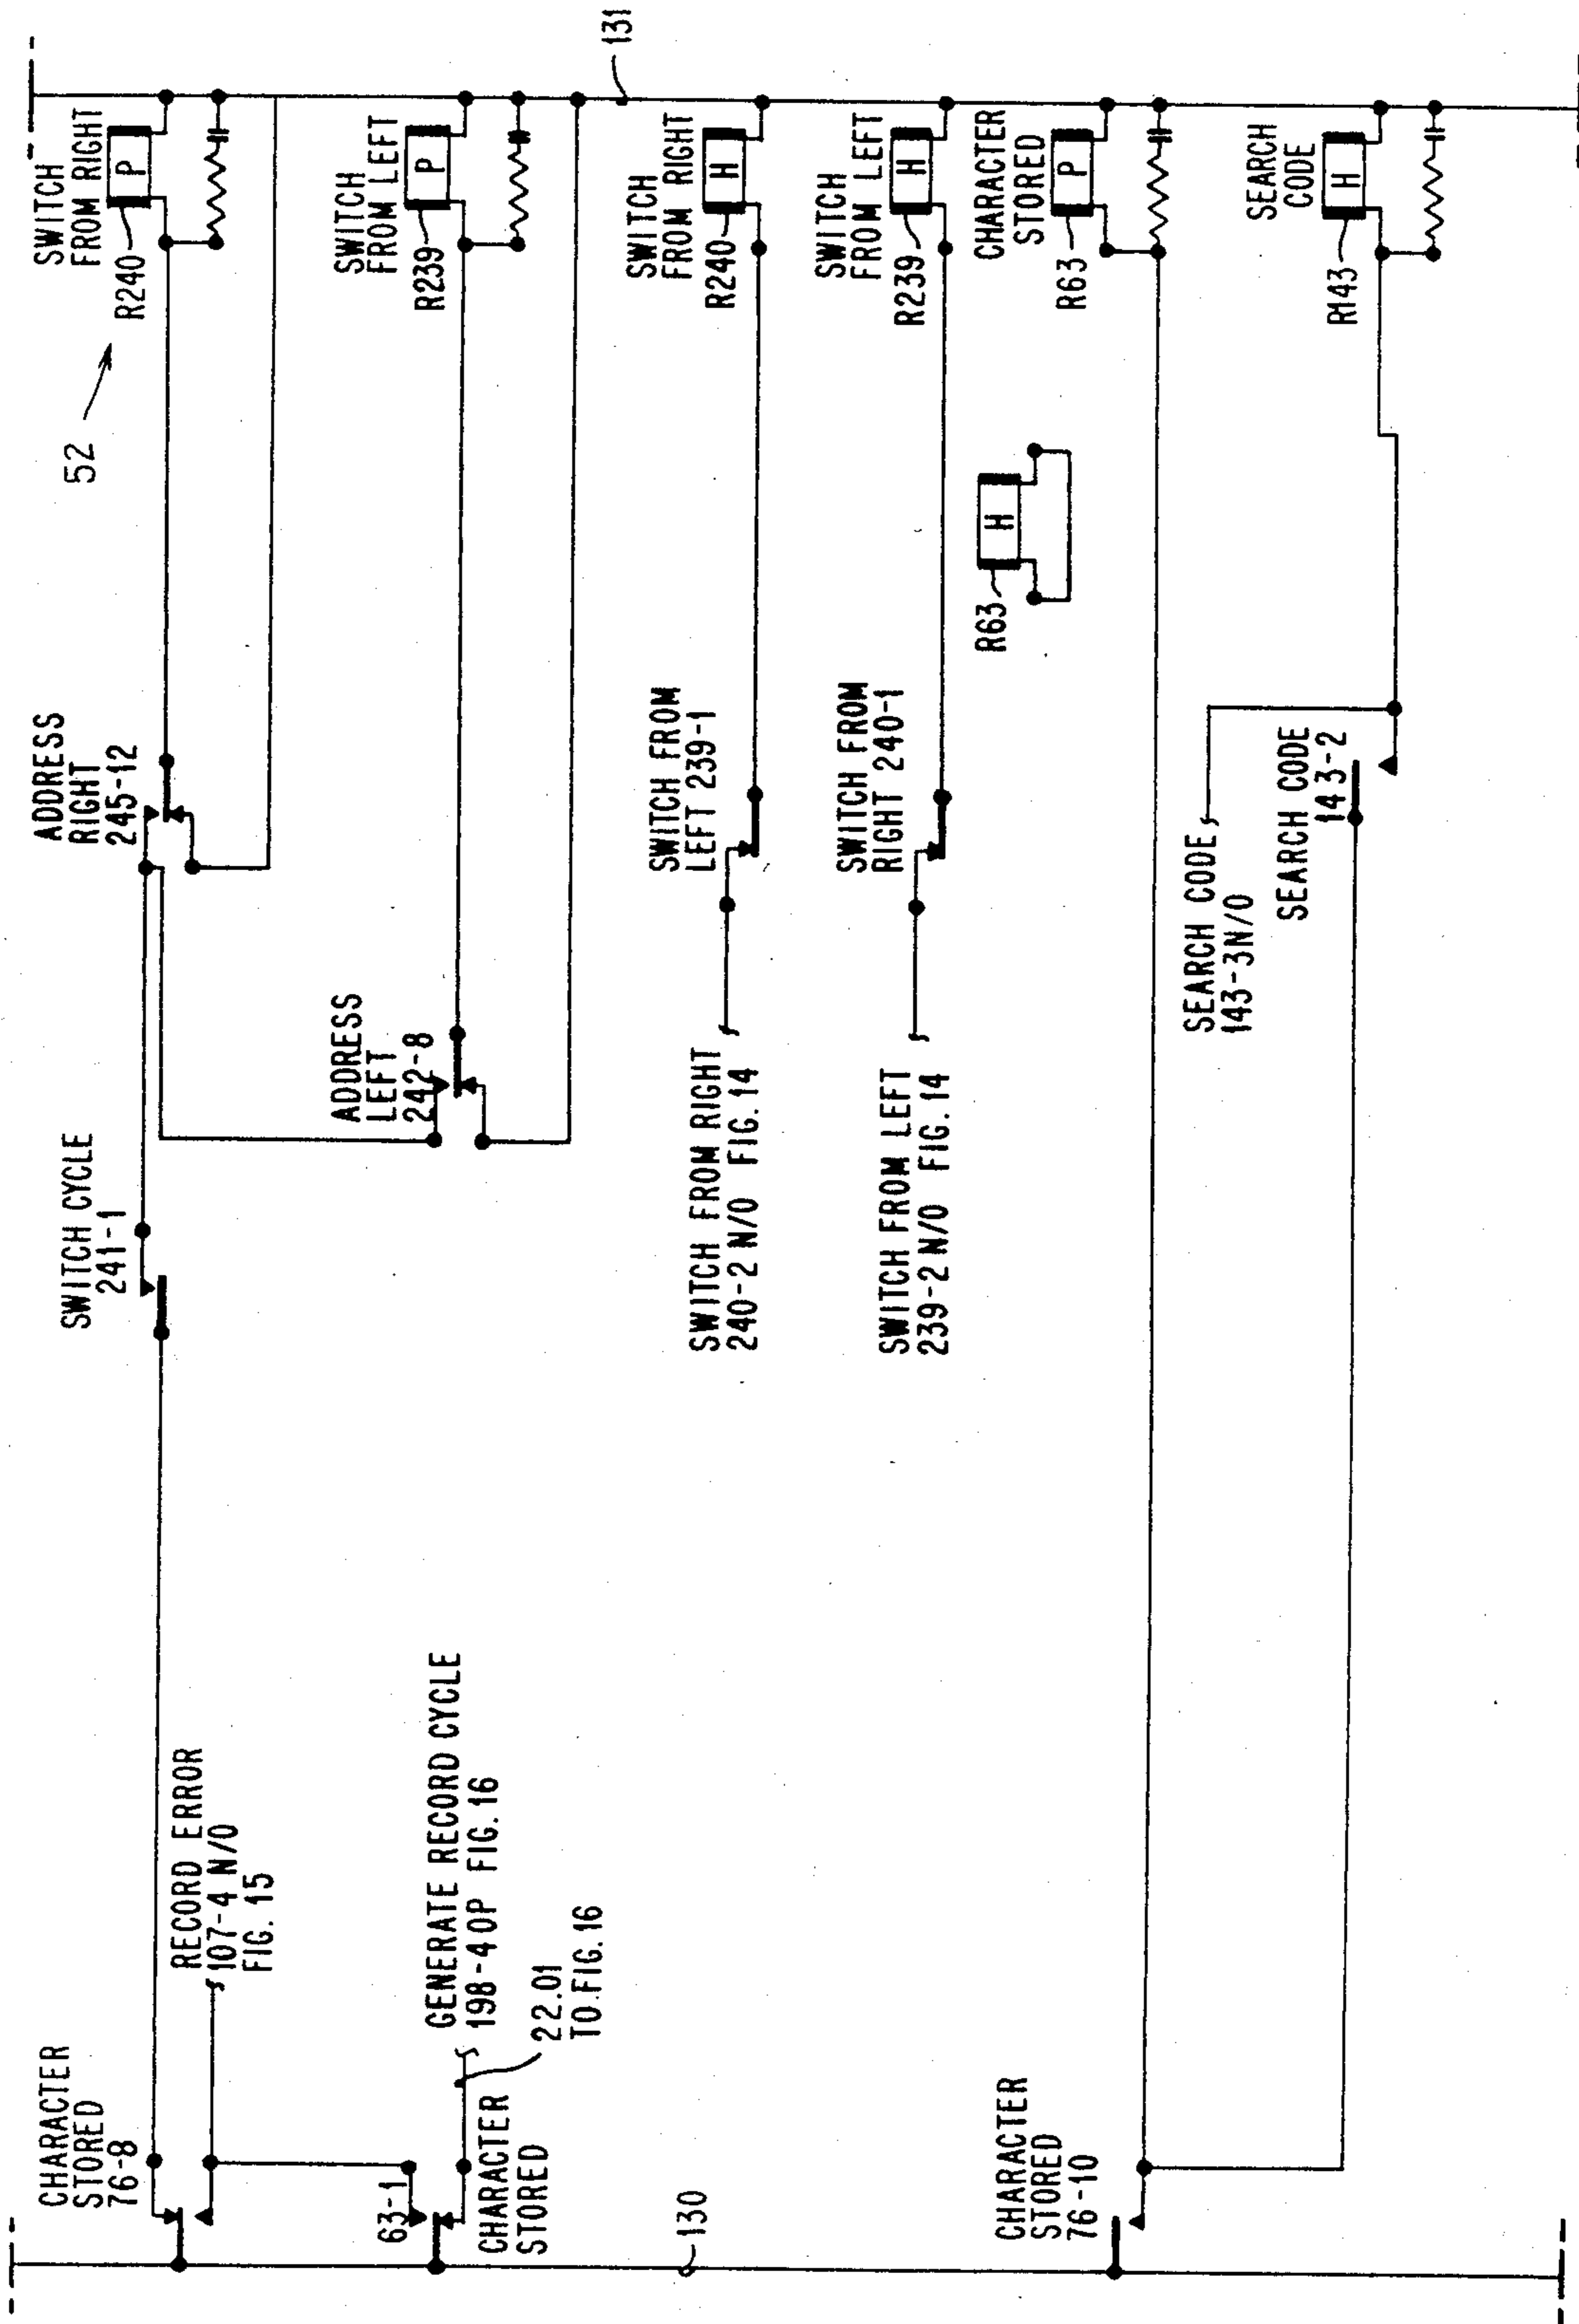 52
SWITCH
FROM RIGHT
R240
P
ADDRESS
RIGHT
245-12
SWITCH CYCLE
241-1
CHARACTER
STORED
76-8
RECORD ERROR
107-4 N/O
FIG. 15
SWITCH
FROM LEFT
R239
P
ADDRESS
LEFT
242-8
63-1
CHARACTER
STORED
GENERATE RECORD CYCLE
198-4 OP FIG. 16
22.01
TO FIG. 16
131
130
SWITCH
FROM RIGHT
R240
H
SWITCH FROM
LEFT 239-1
SWITCH FROM RIGHT
240-2 N/O FIG. 14
SWITCH
FROM LEFT
R239
H
SWITCH FROM
RIGHT 240-1
SWITCH FROM LEFT
239-2 N/O FIG. 14
R63
H
CHARACTER
STORED
R63
P
CHARACTER
STORED
76-10
SEARCH
CODE
R143
H
SEARCH CODE
143-3N/O
SEARCH CODE
143-2